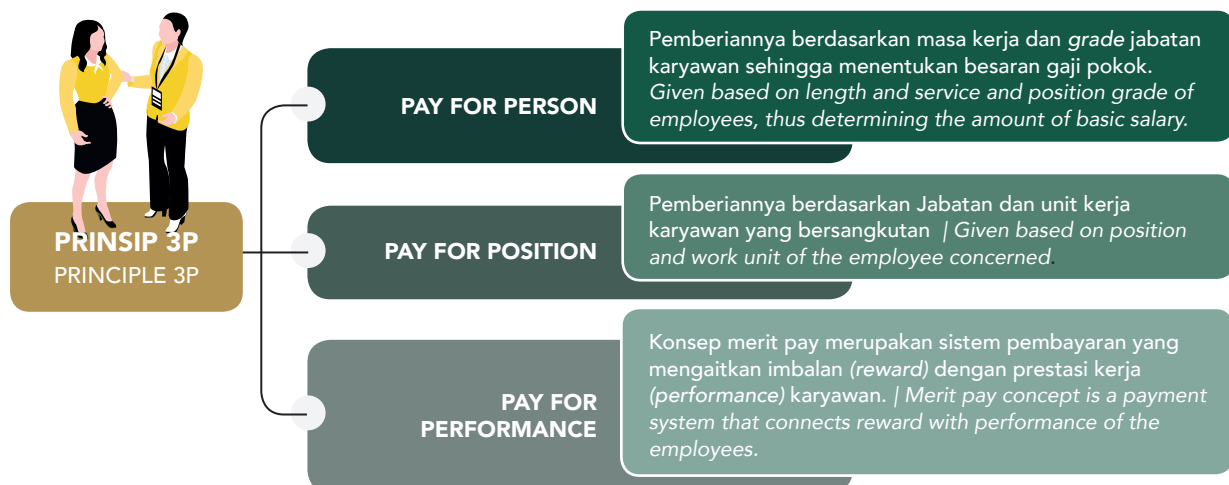 PRINSIP 3P
PRINCIPLE 3P
PAY FOR PERSON
Pemberiannya berdasarkan masa kerja dan grade jabatan
karyawan sehingga menentukan besaran gaji pokok.
Given based on length and service and position grade of
employees, thus determining the amount of basic salary.
PAY FOR POSITION
Pemberiannya berdasarkan Jabatan dan unit kerja
karyawan yang bersangkutan | Given based on position
and work unit of the employee concerned.
PAY FOR
PERFORMANCE
Konsep merit pay merupakan sistem pembayaran yang
mengaitkan imbalan (reward) dengan prestasi kerja
(performance) karyawan. | Merit pay concept is a payment
system that connects reward with performance of the
employees.